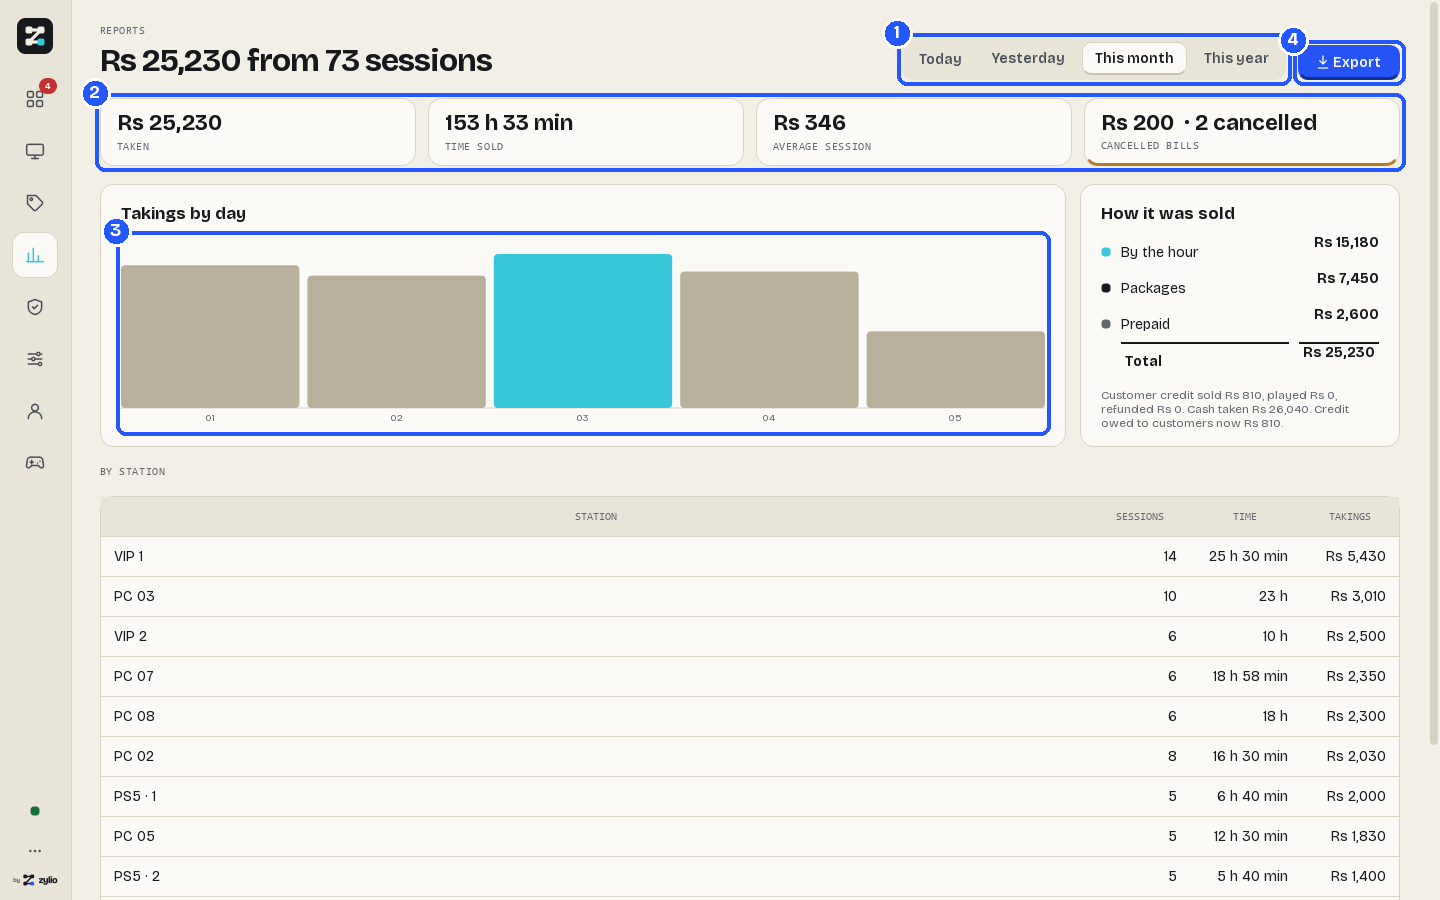 REPORTS
Rs 25,230 from 73 sessions
1
Today Yesterday This month This year
4
Export
4
2
Rs 25,230
TAKEN
153 h 33 min
TIME SOLD
Rs 346
AVERAGE SESSION
Rs 200 · 2 cancelled
CANCELLED BILLS
Takings by day
3
01 02 03 04 05
How it was sold
By the hour Rs 15,180
Packages Rs 7,450
Prepaid Rs 2,600
Total Rs 25,230
Customer credit sold Rs 810, played Rs 0,
refunded Rs 0. Cash taken Rs 26,040. Credit
owed to customers now Rs 810.
BY STATION
STATION SESSIONS TIME TAKINGS
VIP 1 14 25 h 30 min Rs 5,430
PC 03 10 23 h Rs 3,010
VIP 2 6 10 h Rs 2,500
PC 07 6 18 h 58 min Rs 2,350
PC 08 6 18 h Rs 2,300
PC 02 8 16 h 30 min Rs 2,030
PS5 · 1 5 6 h 40 min Rs 2,000
PC 05 5 12 h 30 min Rs 1,830
PS5 · 2 5 5 h 40 min Rs 1,400
by zylio